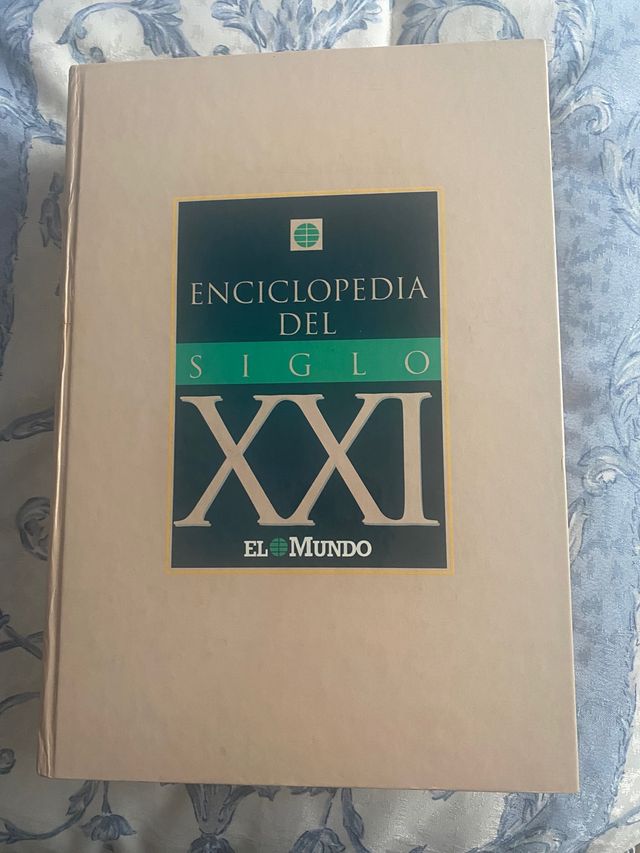 ENCICLOPEDIA
DEL
SIGLO
XXI
EL MUNDO